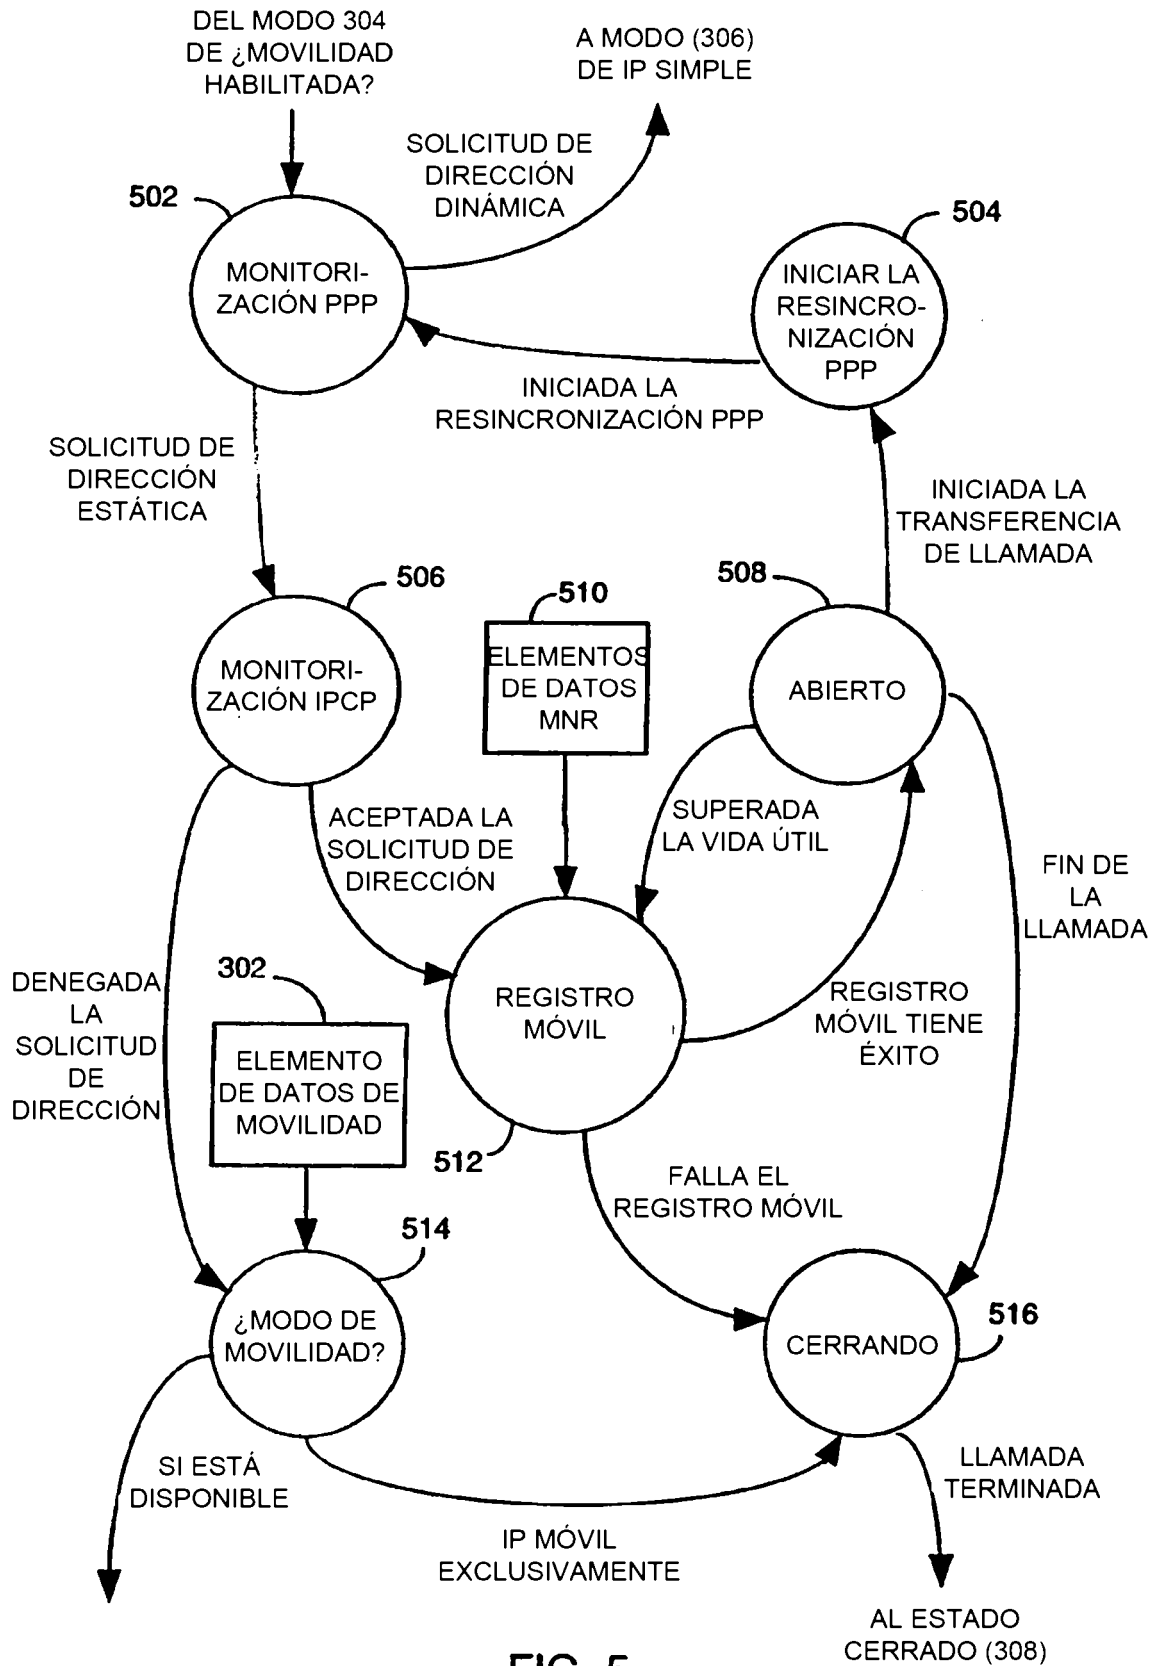 DEL MODO 304
DE ¿MOVILIDAD
HABILITADA?
A MODO (306)
DE IP SIMPLE
SOLICITUD DE
DIRECCIÓN
DINÁMICA
502
504
MONITORI-
ZACIÓN PPP
INICIAR LA
RESINCRO-
NIZACIÓN
PPP
INICIADA LA
RESINCRONIZACIÓN PPP
SOLICITUD DE
DIRECCIÓN
ESTÁTICA
INICIADA LA
TRANSFERENCIA
DE LLAMADA
506
510
508
MONITORI-
ZACIÓN IPCP
ELEMENTOS
DE DATOS
MNR
ABIERTO
ACEPTADA LA
SOLICITUD DE
DIRECCIÓN
SUPERADA
LA VIDA ÚTIL
FIN DE
LA
LLAMADA
DENEGADA
LA
SOLICITUD
DE
DIRECCIÓN
302
REGISTRO
MÓVIL
REGISTRO
MÓVIL TIENE
ÉXITO
ELEMENTO
DE DATOS DE
MOVILIDAD
512
FALLA EL
REGISTRO MÓVIL
514
¿MODO DE
MOVILIDAD?
516
CERRANDO
SI ESTÁ
DISPONIBLE
IP MÓVIL
EXCLUSIVAMENTE
LLAMADA
TERMINADA
AL ESTADO
CERRADO (308)
FIG. 5